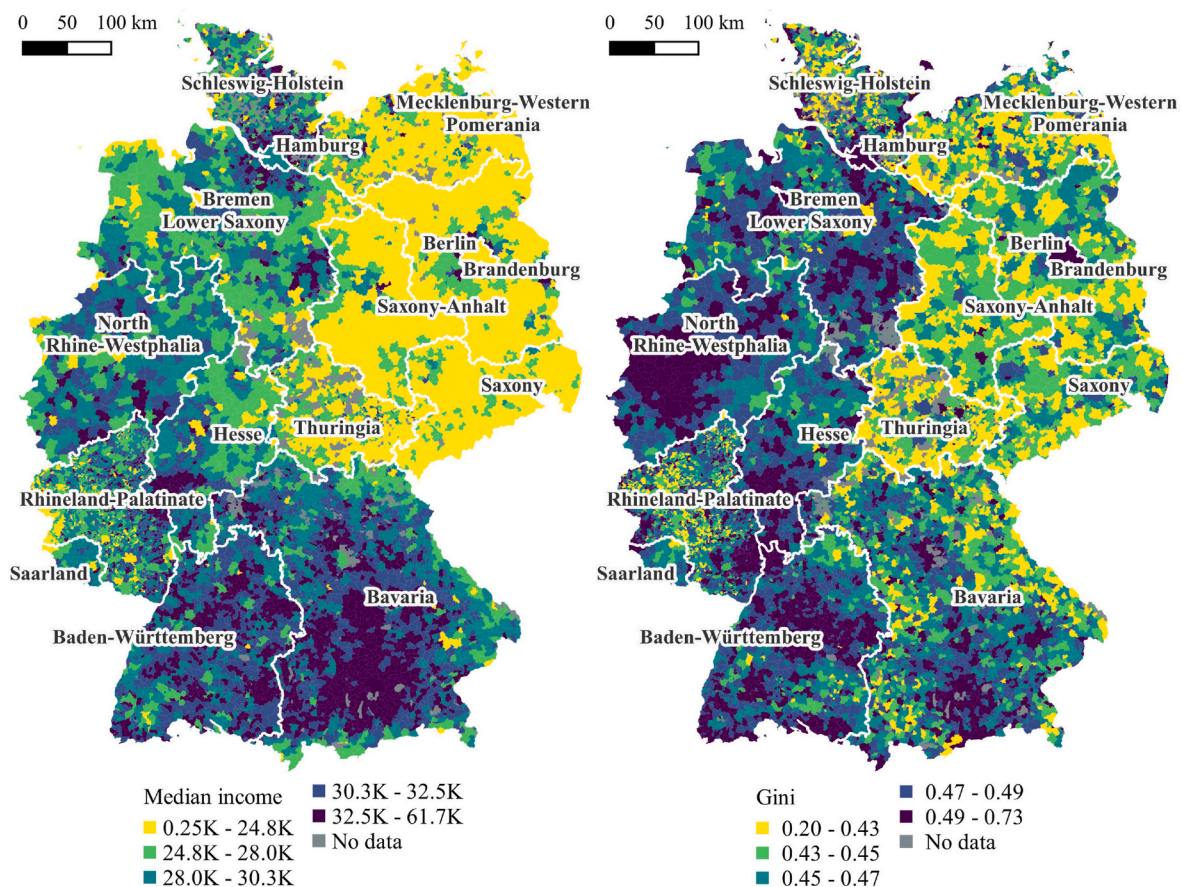 0 50 100 km
Schleswig-Holstein
Mecklenburg-Western
Pomerania
Hamburg
Bremen
Lower Saxony
Berlin
Brandenburg
Saxony-Anhalt
North
Rhine-Westphalia
Saxony
Hesse
Thuringia
Rhineland-Palatinate
Saarland
Bavaria
Baden-Württemberg
Median income
0.25K - 24.8K
24.8K - 28.0K
28.0K - 30.3K
30.3K - 32.5K
32.5K - 61.7K
No data
0 50 100 km
Schleswig-Holstein
Mecklenburg-Western
Pomerania
Hamburg
Bremen
Lower Saxony
Berlin
Brandenburg
Saxony-Anhalt
North
Rhine-Westphalia
Saxony
Hesse
Thuringia
Rhineland-Palatinate
Saarland
Bavaria
Baden-Württemberg
Gini
0.20 - 0.43
0.43 - 0.45
0.45 - 0.47
0.47 - 0.49
0.49 - 0.73
No data